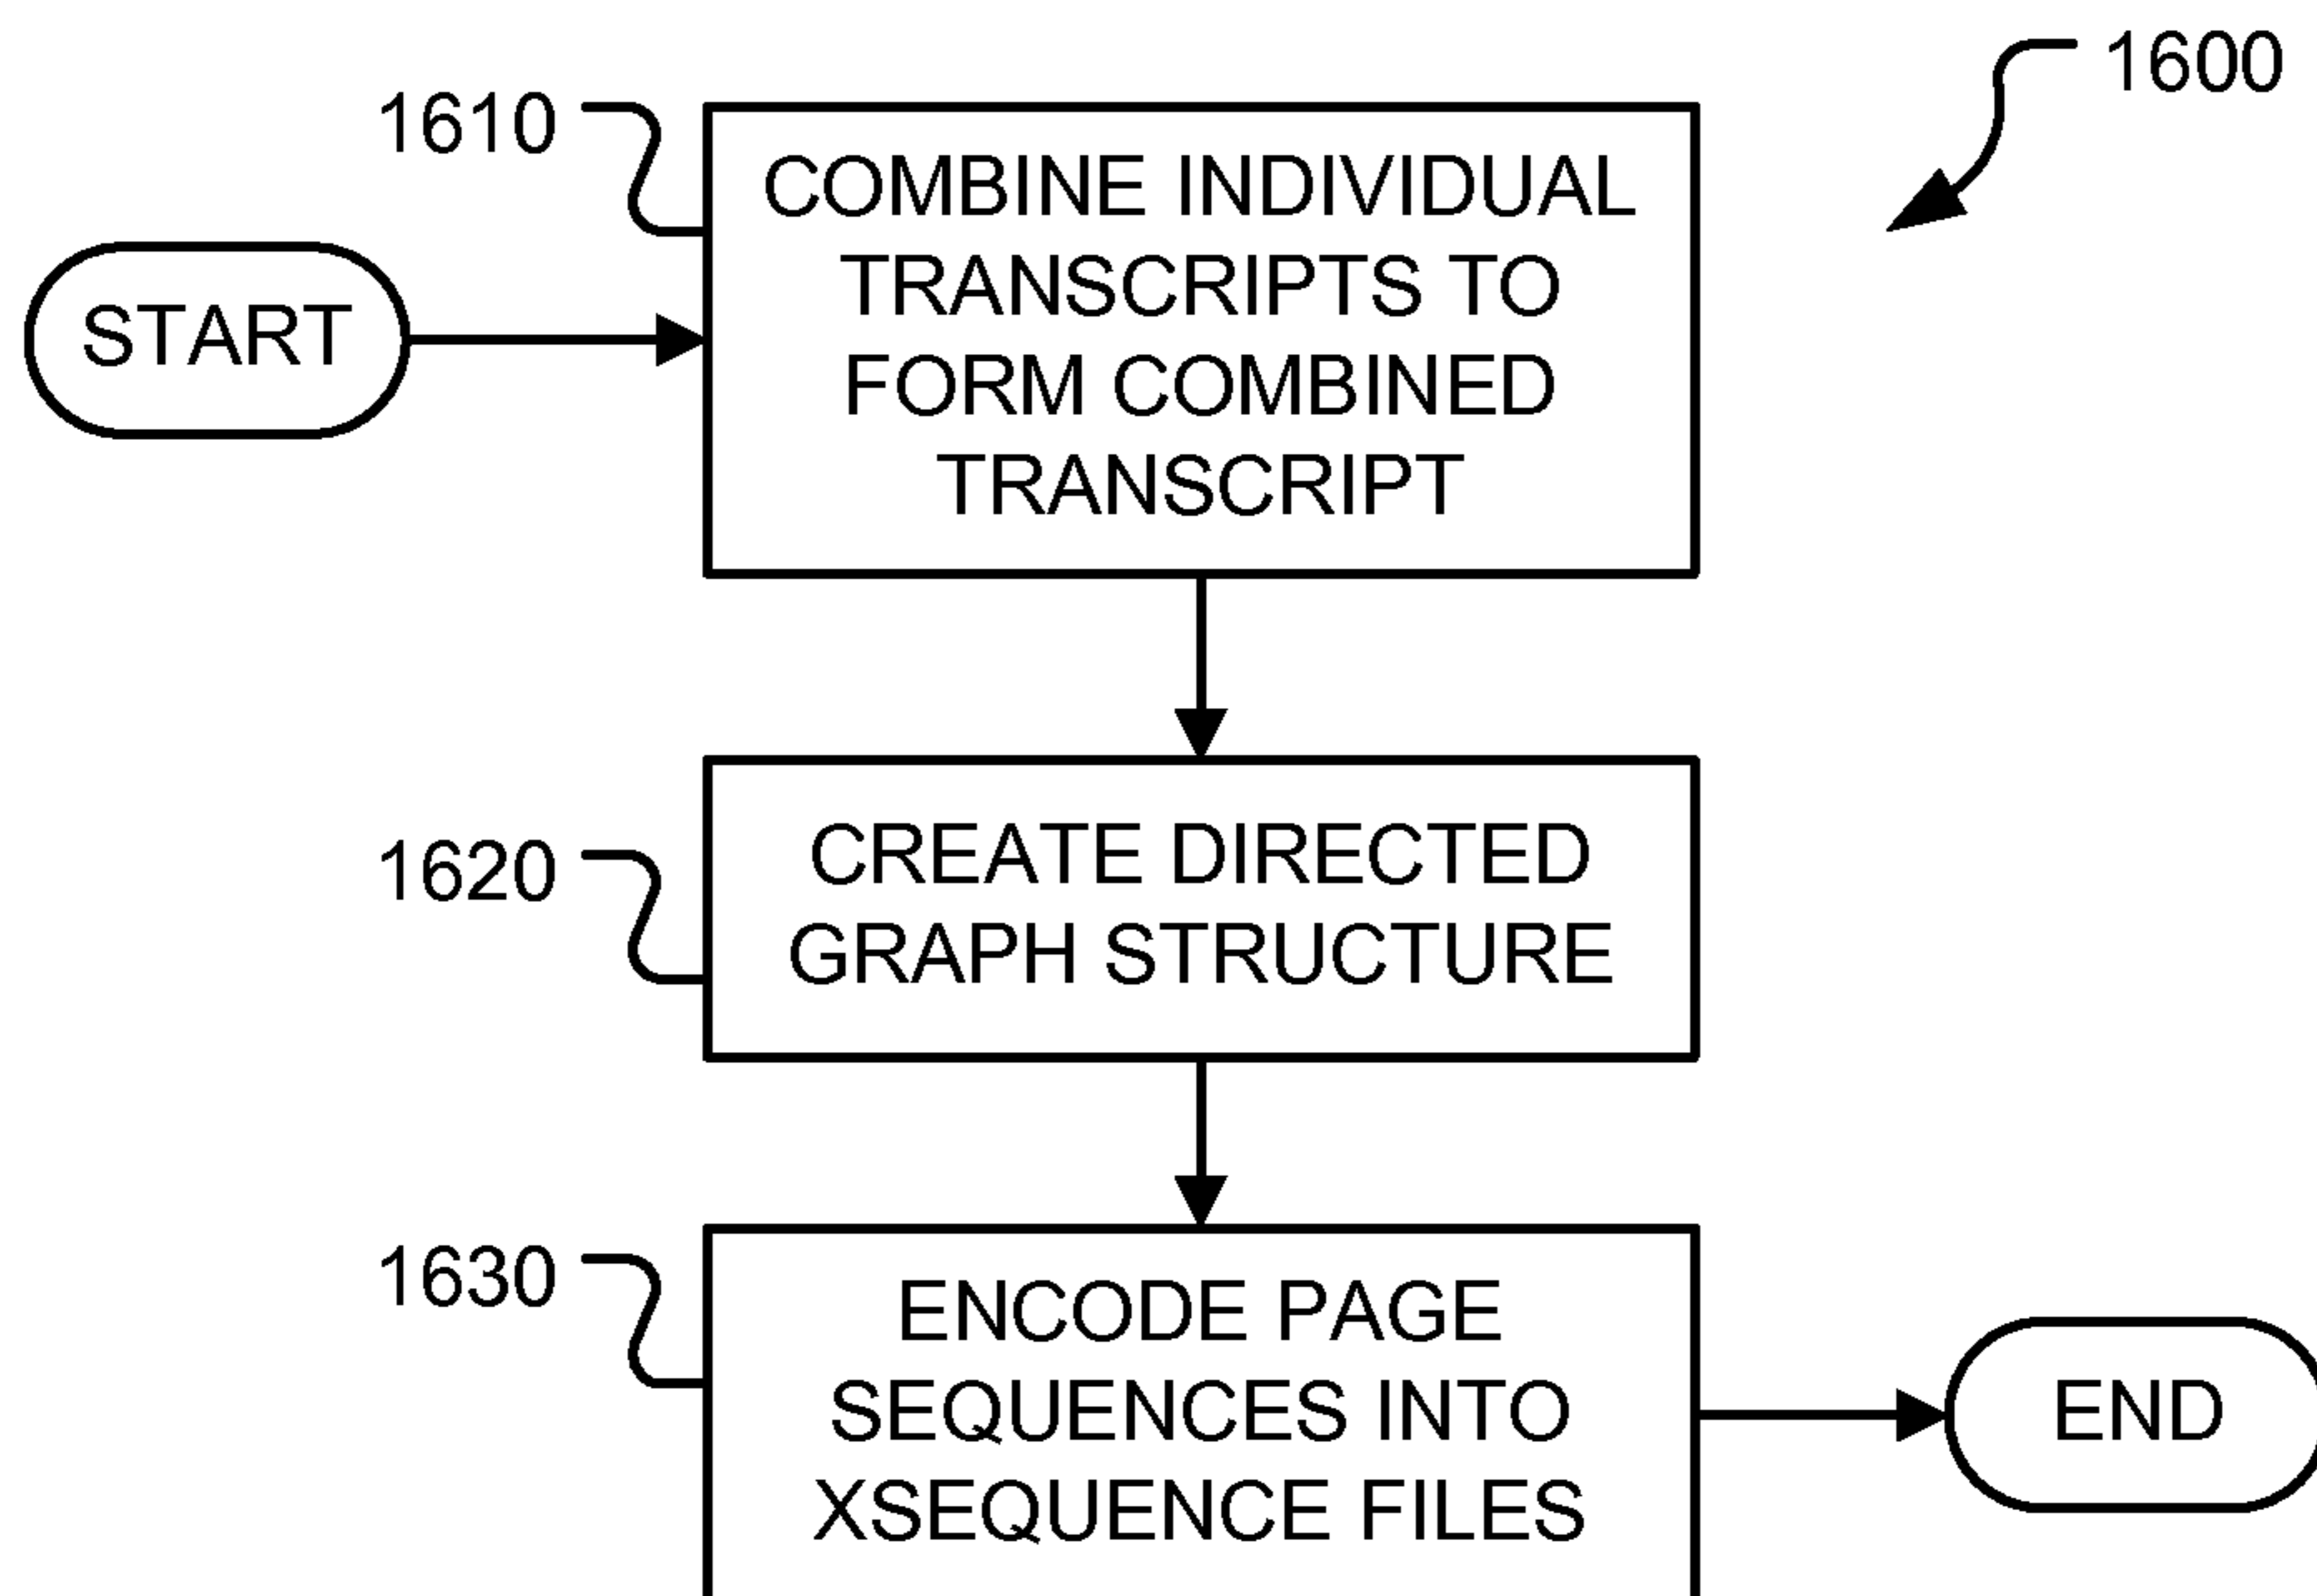 1600
1610
COMBINE INDIVIDUAL
TRANSCRIPTS TO
FORM COMBINED
TRANSCRIPT
START
1620
CREATE DIRECTED
GRAPH STRUCTURE
1630
ENCODE PAGE
SEQUENCES INTO
XSEQUENCE FILES
END